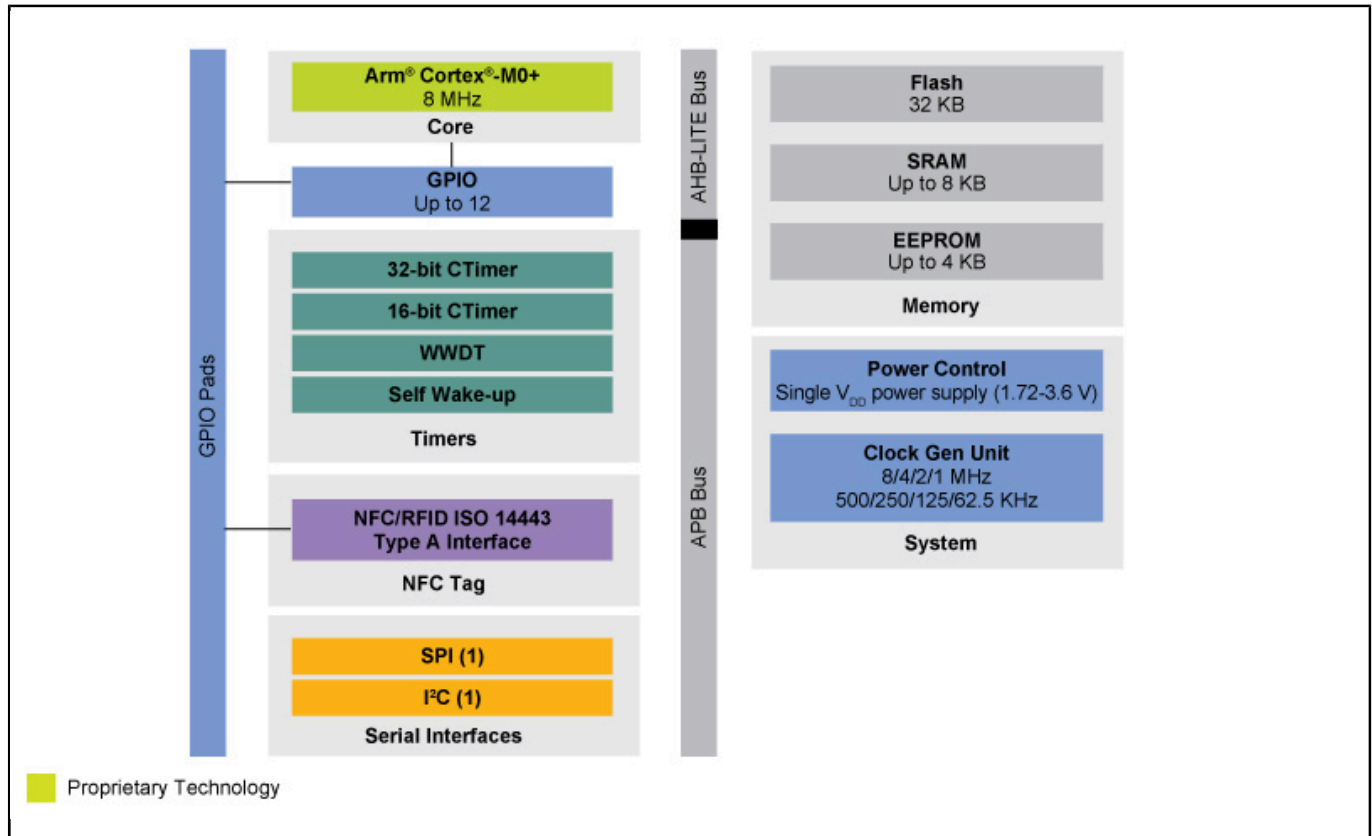 Arm® Cortex®-M0+
8 MHz
Core
GPIO
Up to 12
32-bit CTimer
16-bit CTimer
WWDT
Self Wake-up
Timers
NFC/RFID ISO 14443
Type A Interface
NFC Tag
SPI (1)
I²C (1)
Serial Interfaces
GPIO Pads
AHB-LITE Bus
APB Bus
Flash
32 KB
SRAM
Up to 8 KB
EEPROM
Up to 4 KB
Memory
Power Control
Single VDD power supply (1.72-3.6 V)
Clock Gen Unit
8/4/2/1 MHz
500/250/125/62.5 KHz
System
Proprietary Technology